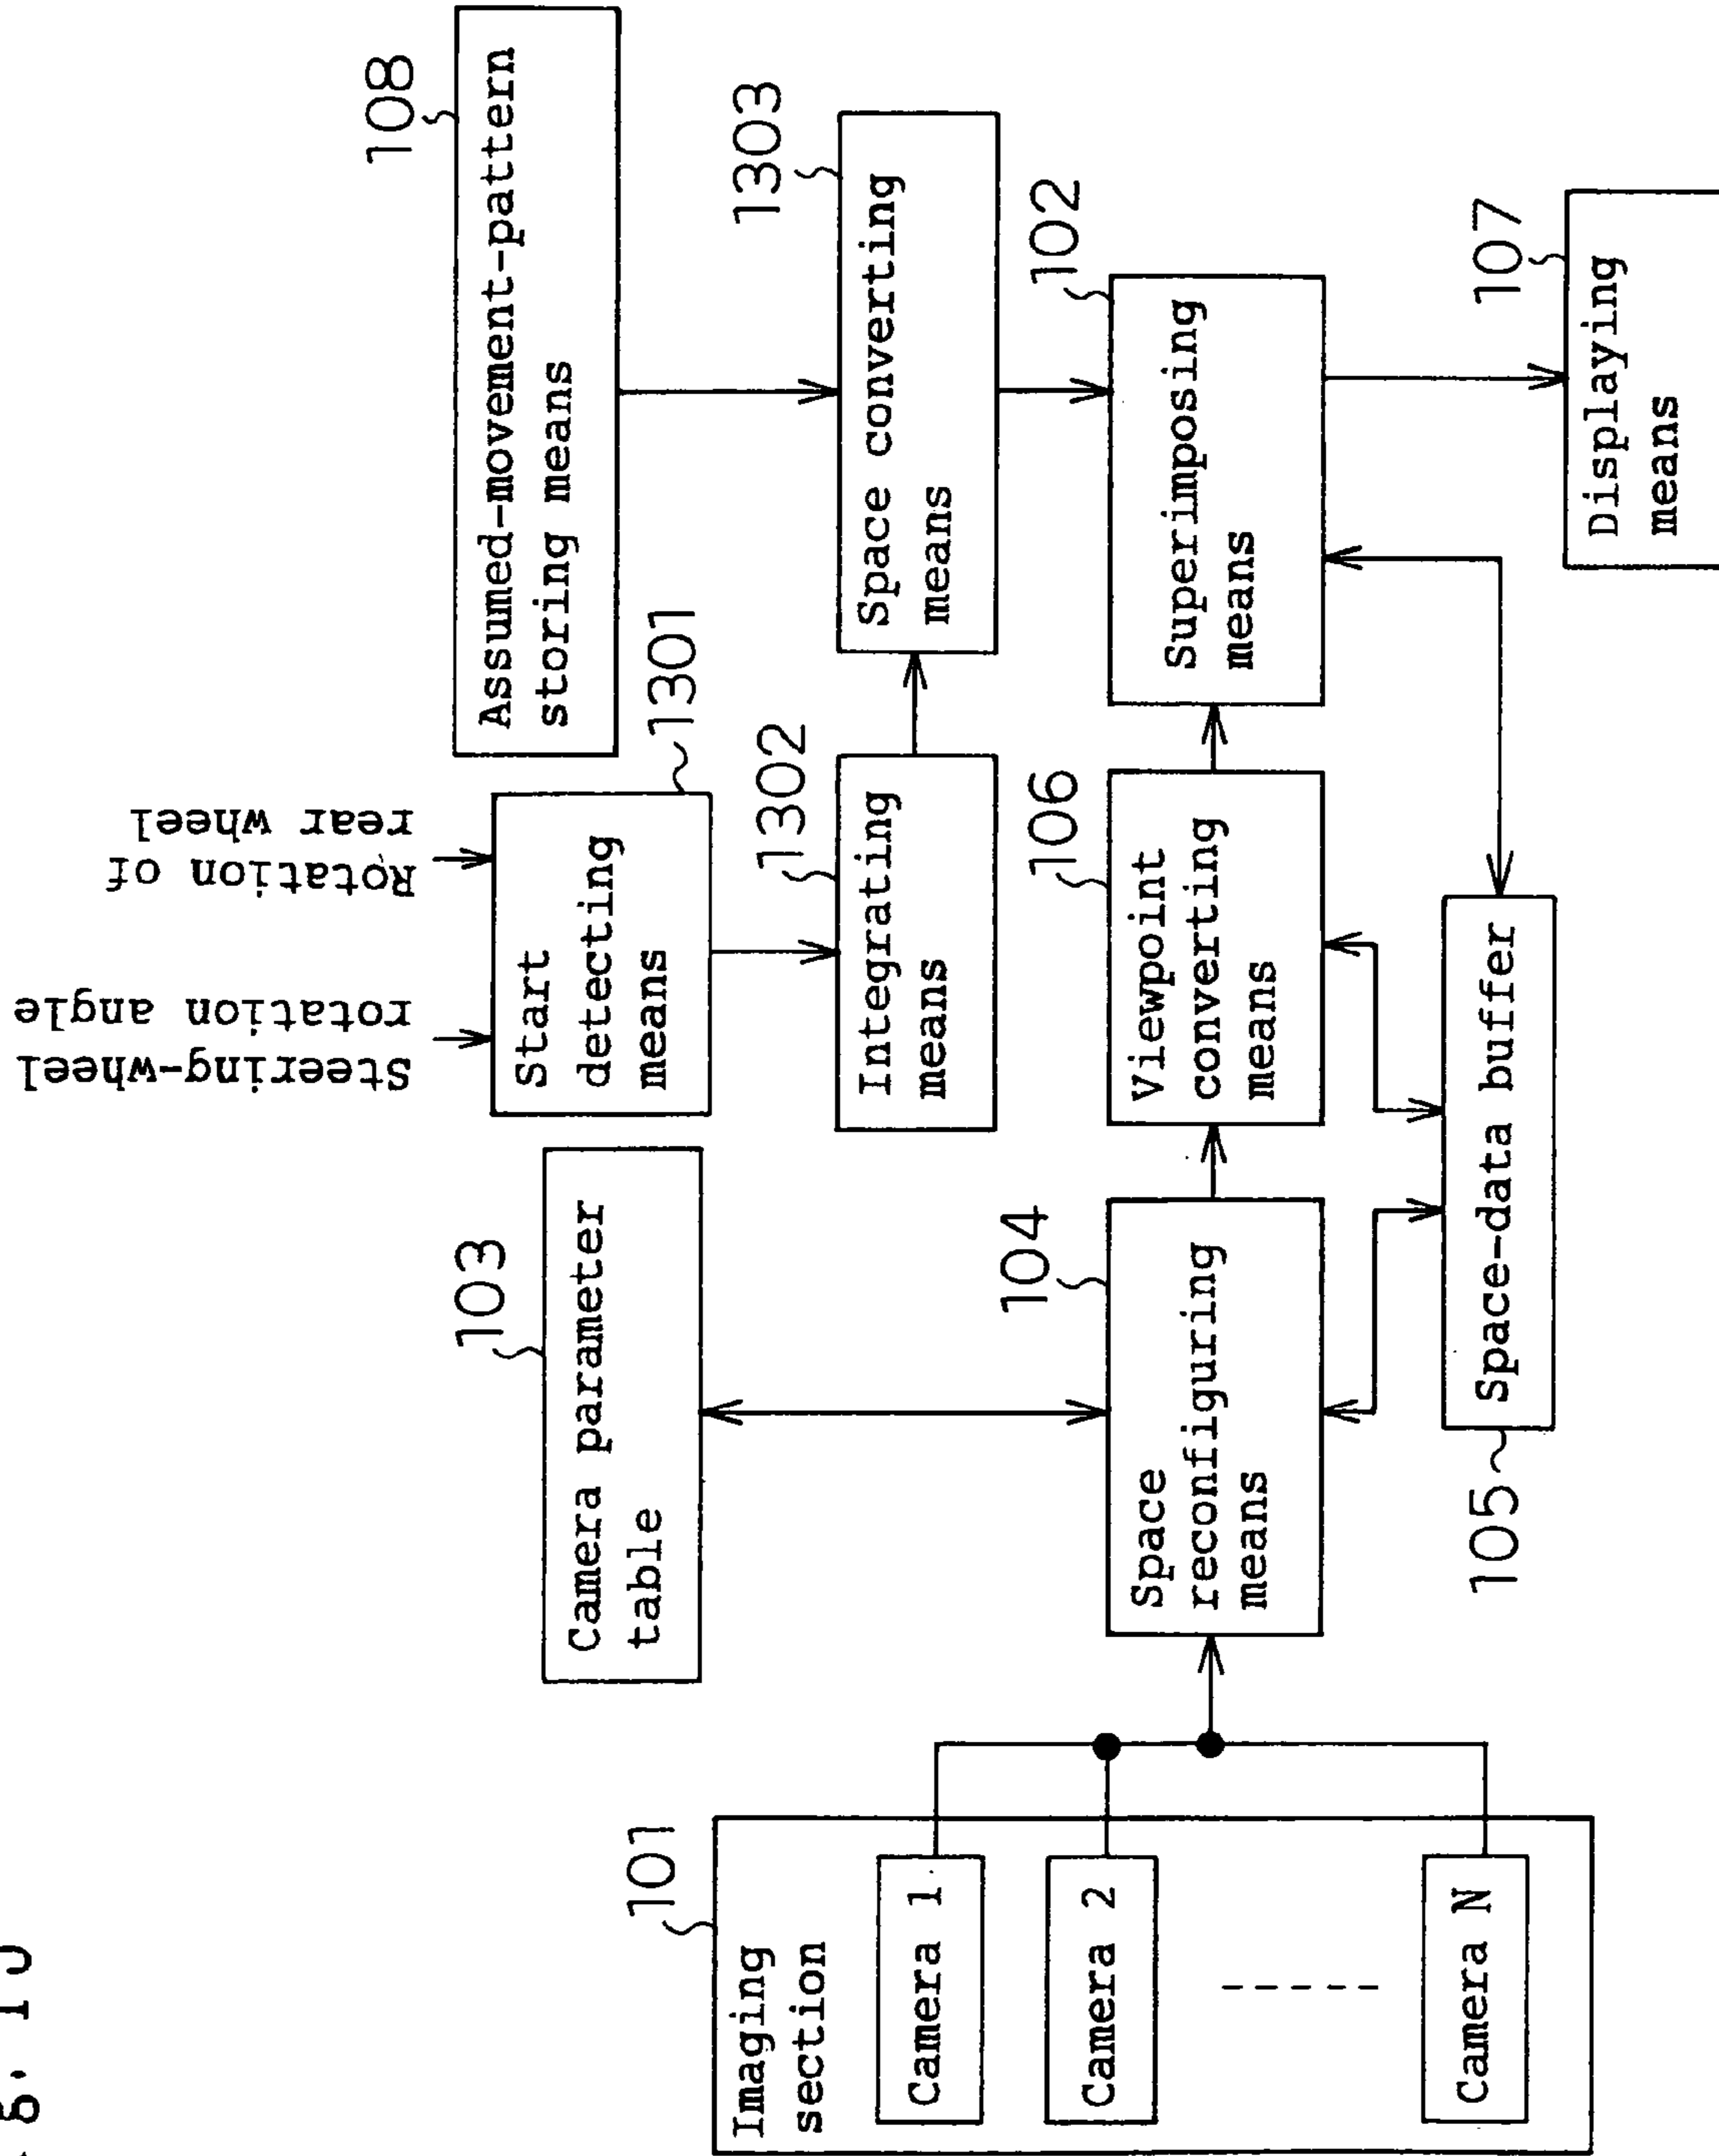 Steering-wheel
rotation angle
Rotation of
rear wheel
108
Assumed-movement-pattern
storing means
103
Camera parameter
table
1301
Start
detecting
means
1302
Integrating
means
1303
Space converting
means
101
Imaging
section
Camera 1
Camera 2
Camera N
104
Space
reconfiguring
means
106
Viewpoint
converting
means
102
Superimposing
means
105
Space-data buffer
107
Displaying
means